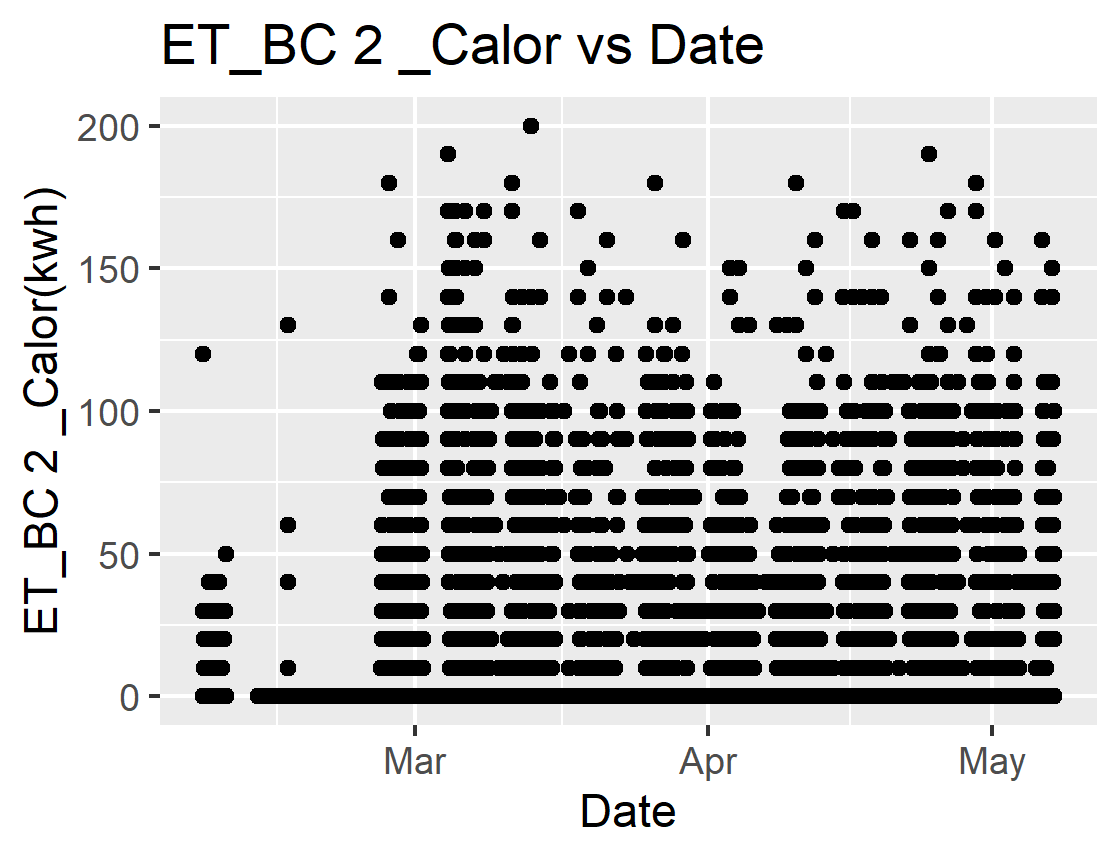 ET_BC 2 _Calor vs Date
ET_BC 2 _Calor(kwh)
200
150
100
50
0
Mar Apr May
Date